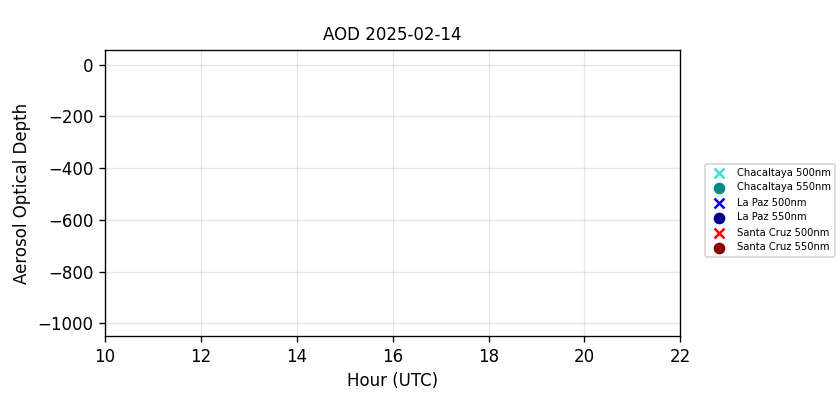 AOD 2025-02-14
Aerosol Optical Depth
0
−200
−400
−600
−800
−1000
10 12 14 16 18 20 22
Hour (UTC)
Chacaltaya 500nm
Chacaltaya 550nm
La Paz 500nm
La Paz 550nm
Santa Cruz 500nm
Santa Cruz 550nm